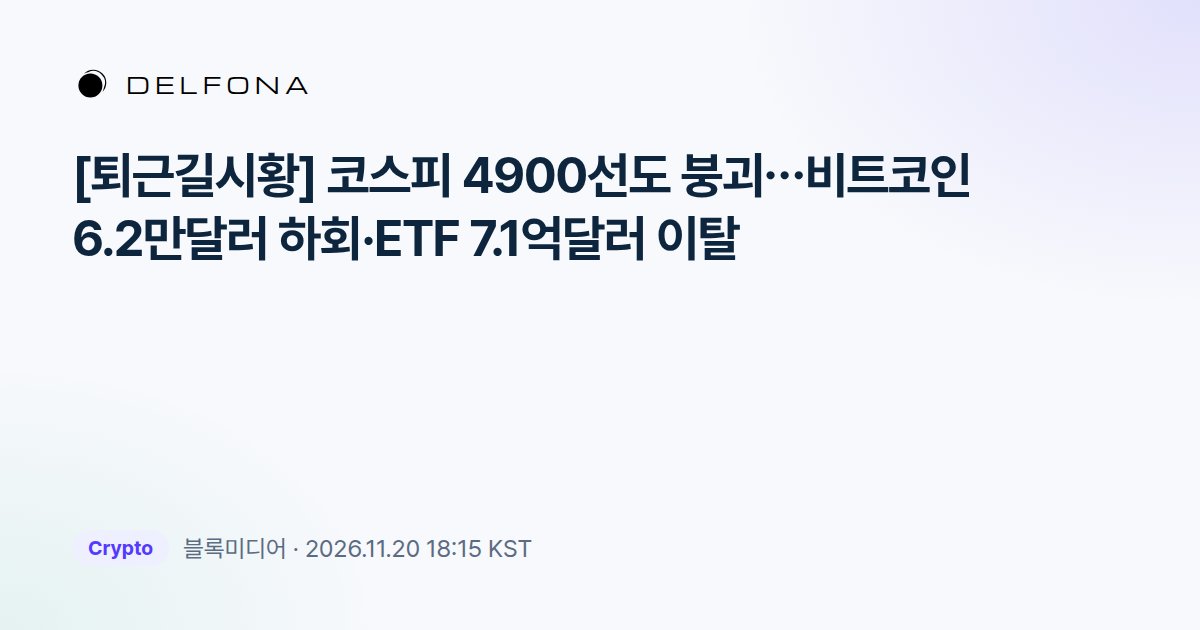 DELFONA
[퇴근길시황] 코스피 4900선도 붕괴···비트코인
6.2만달러 하회·ETF 7.1억달러 이탈
Crypto 블록미디어 · 2026.11.20 18:15 KST